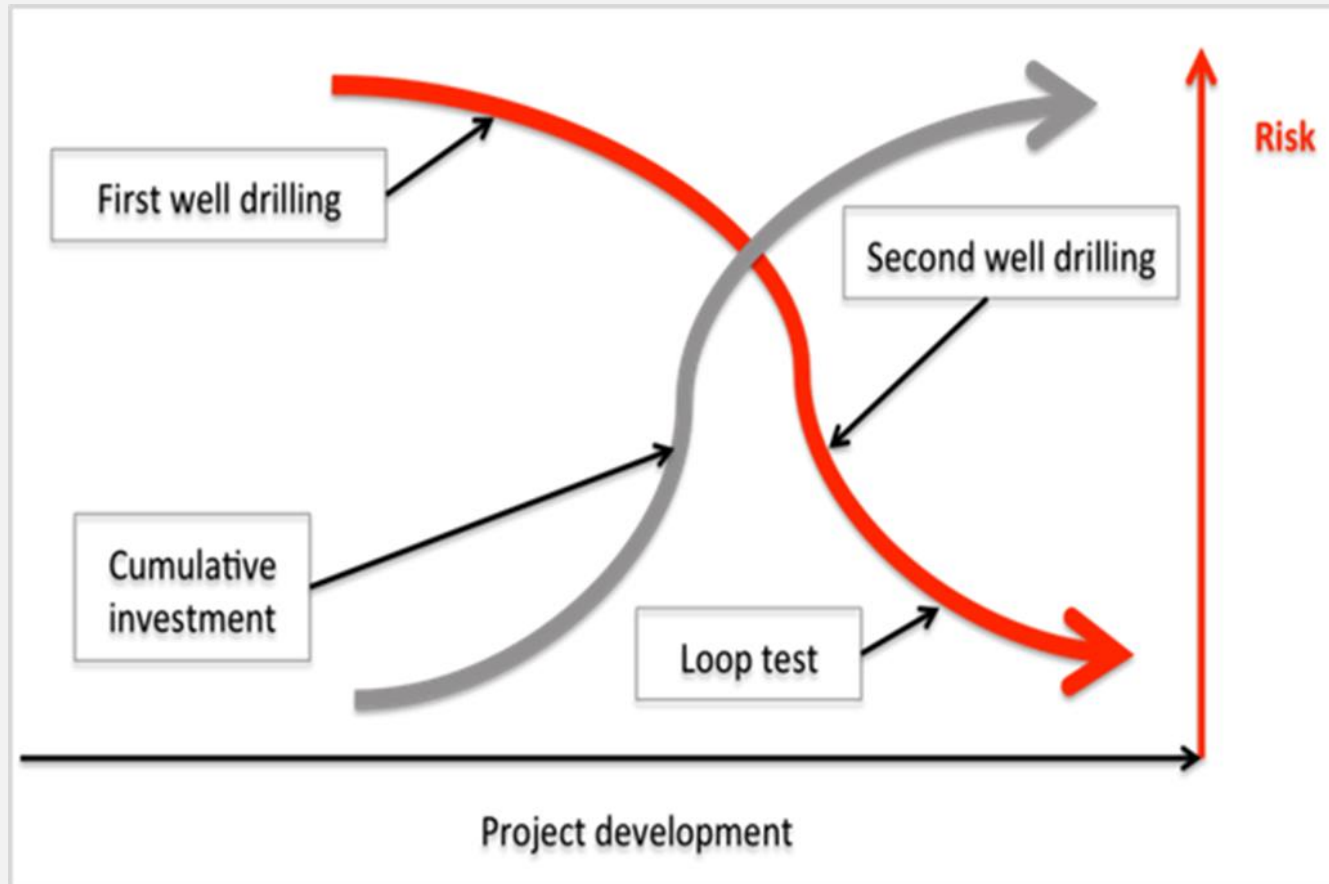 Risk
First well drilling
Second well drilling
Cumulative
investment
Loop test
Project development